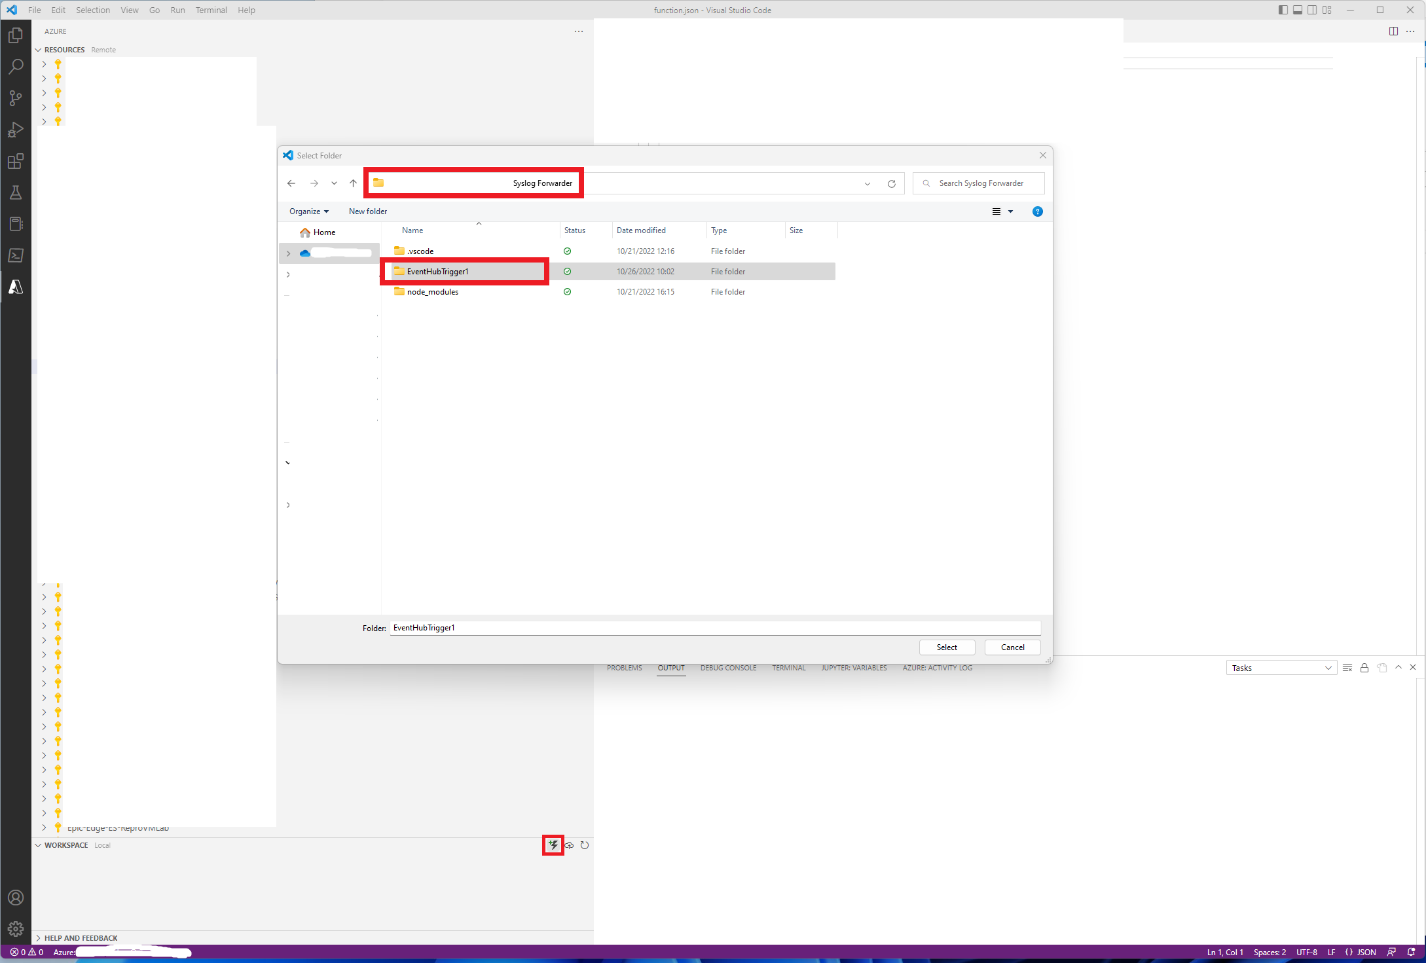 File Edit Selection View Go Run Terminal Help
function.json - Visual Studio Code
AZURE
RESOURCES Remote
Select Folder
Syslog Forwarder
Search Syslog Forwarder
Organize
New folder
Home
Name Status Date modified Type Size
.vscode 10/21/2022 12:16 File folder
EventHubTrigger1 10/26/2022 10:02 File folder
node_modules 10/21/2022 16:15 File folder
Folder: EventHubTrigger1
Select Cancel
PROBLEMS OUTPUT DEBUG CONSOLE TERMINAL JUPYTER: VARIABLES AZURE: ACTIVITY LOG
Tasks
Epic-Edge-ES-ReproVMLab
WORKSPACE Local
HELP AND FEEDBACK
0 0 Azure:
Ln 1, Col 1 Spaces: 2 UTF-8 LF {} JSON